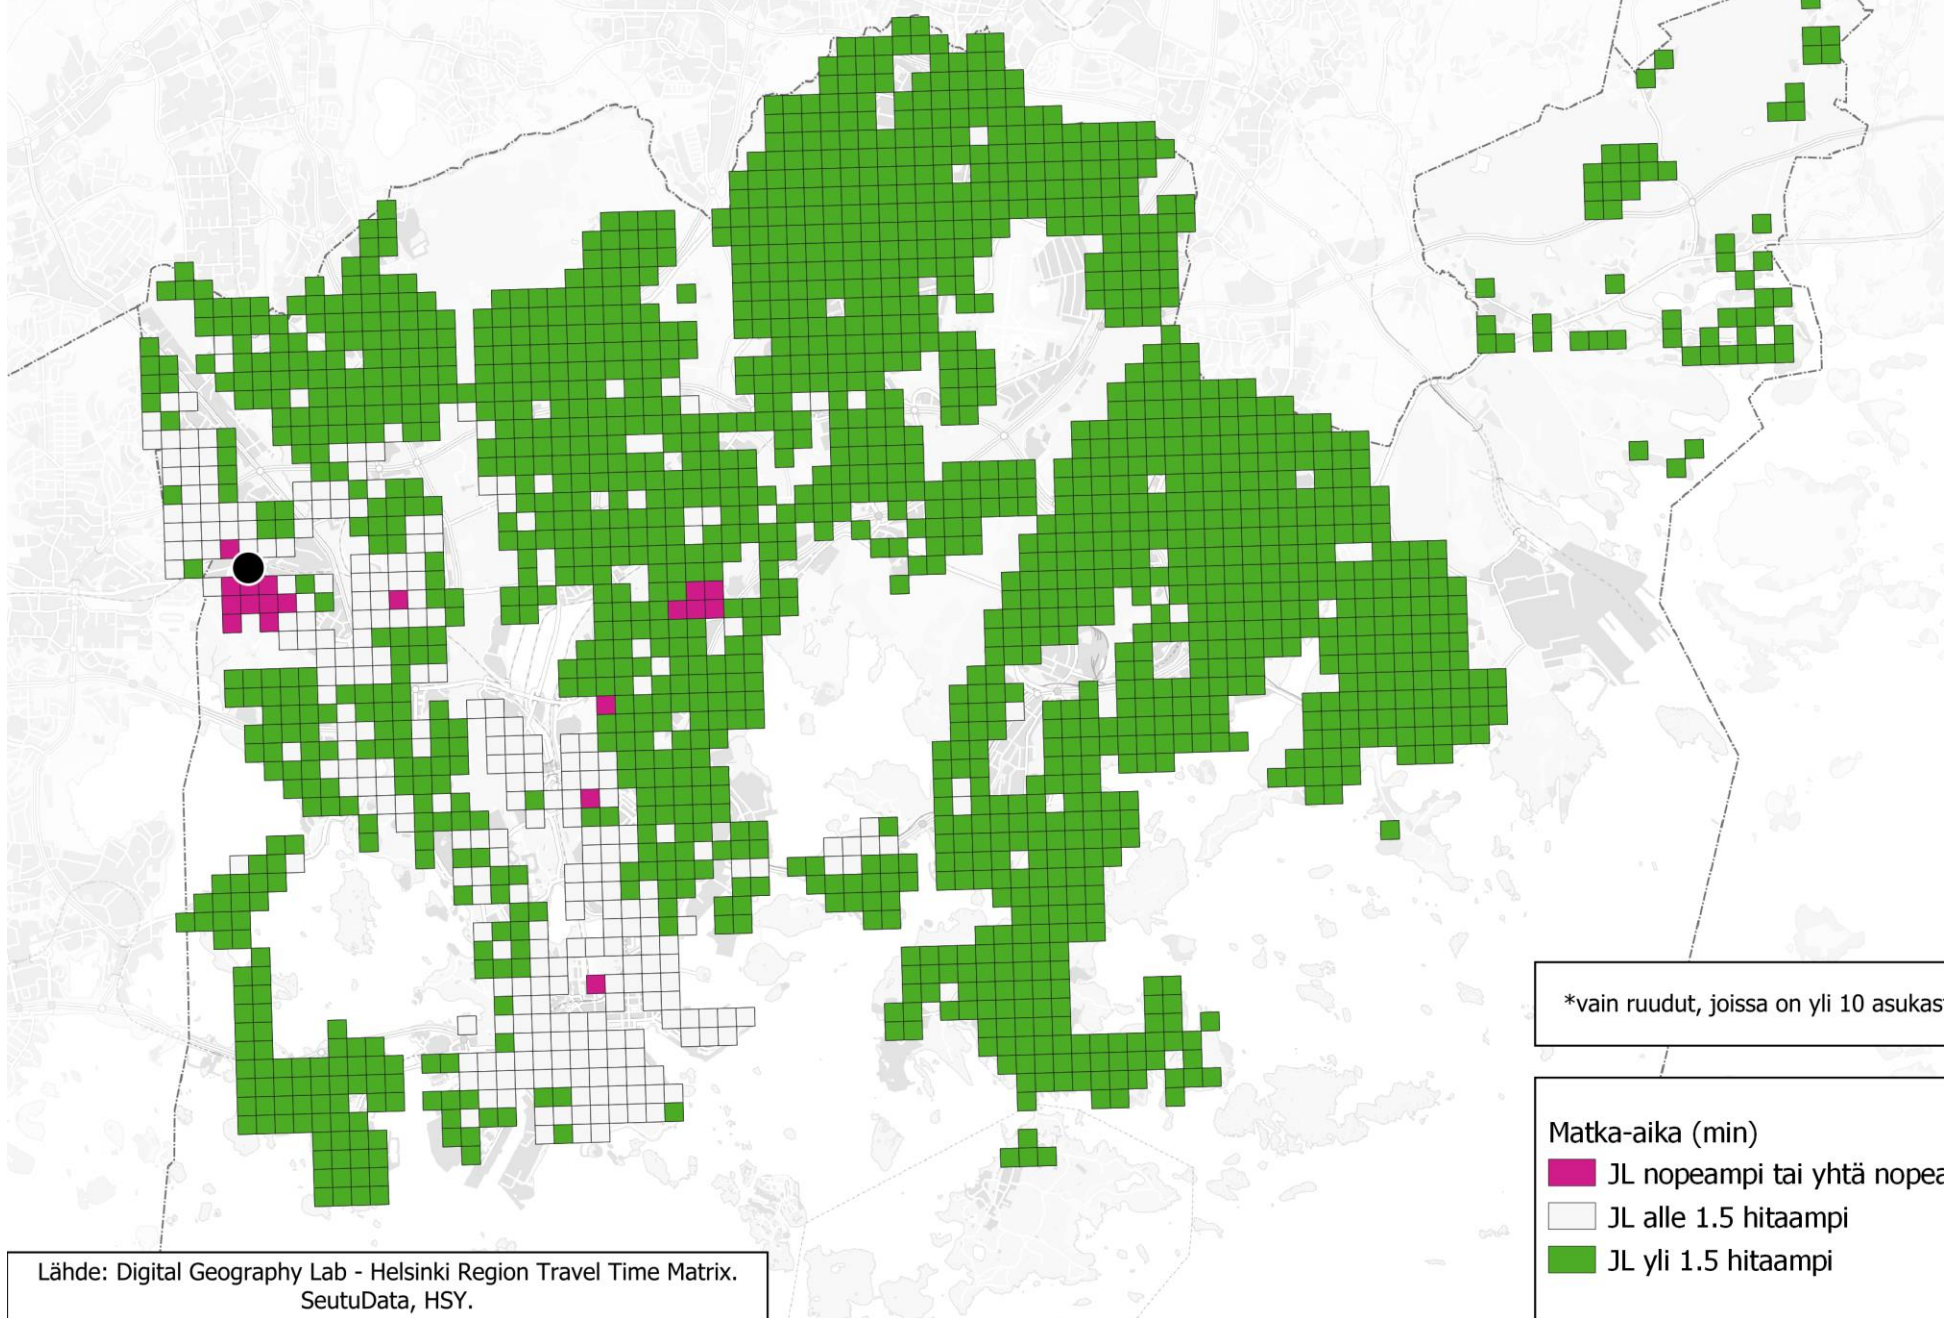 *vain ruudut, joissa on yli 10 asukas
Matka-aika (min)
JL nopeampi tai yhtä nopea
JL alle 1.5 hitaampi
JL yli 1.5 hitaampi
Lähde: Digital Geography Lab - Helsinki Region Travel Time Matrix.
SeutuData, HSY.